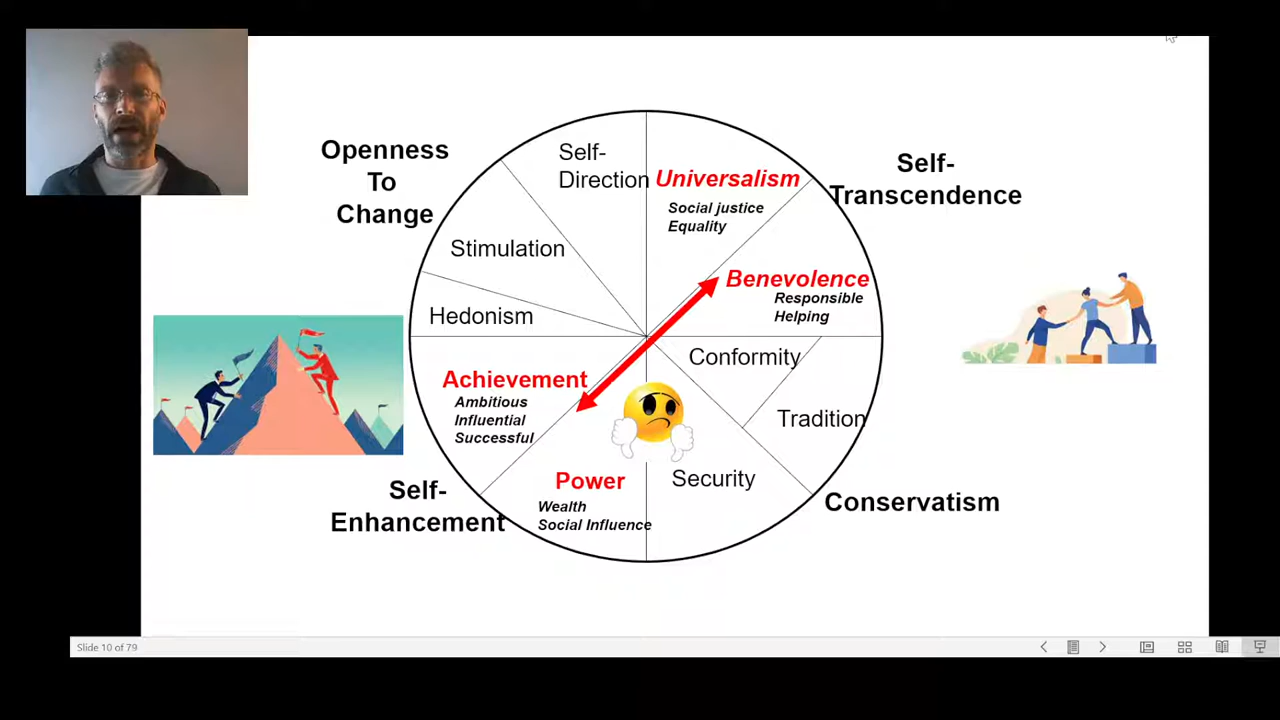 Openness
To
Change
Self-
Direction
Universalism
Social justice
Equality
Self-
Transcendence
Stimulation
Hedonism
Benevolence
Responsible
Helping
Conformity
Tradition
Achievement
Ambitious
Influential
Successful
Self-
Enhancement
Power
Wealth
Social Influence
Security
Conservatism
Slide 10 of 79